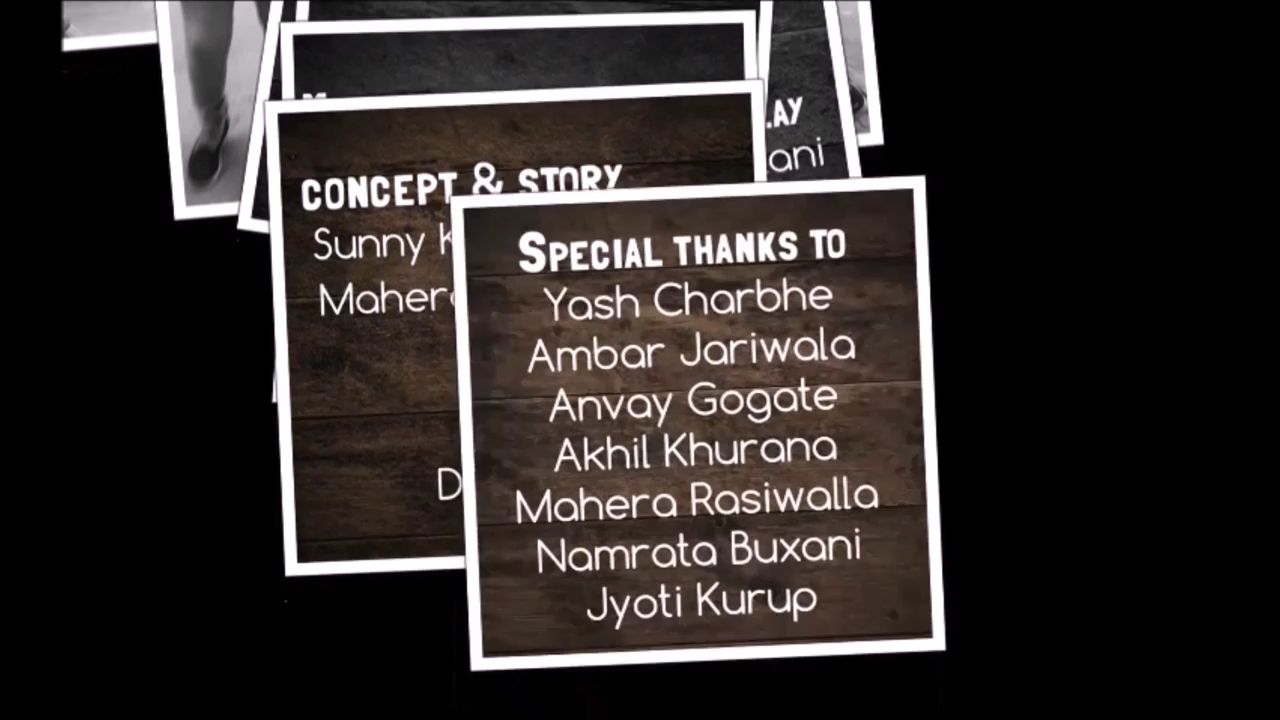 CONCEPT & STORY
Sunny
SPECIAL THANKS TO
Yash Charbhe
Ambar Jariwala
Anvay Gogate
Akhil Khurana
Mahera Rasiwalla
Namrata Buxani
Jyoti Kurup